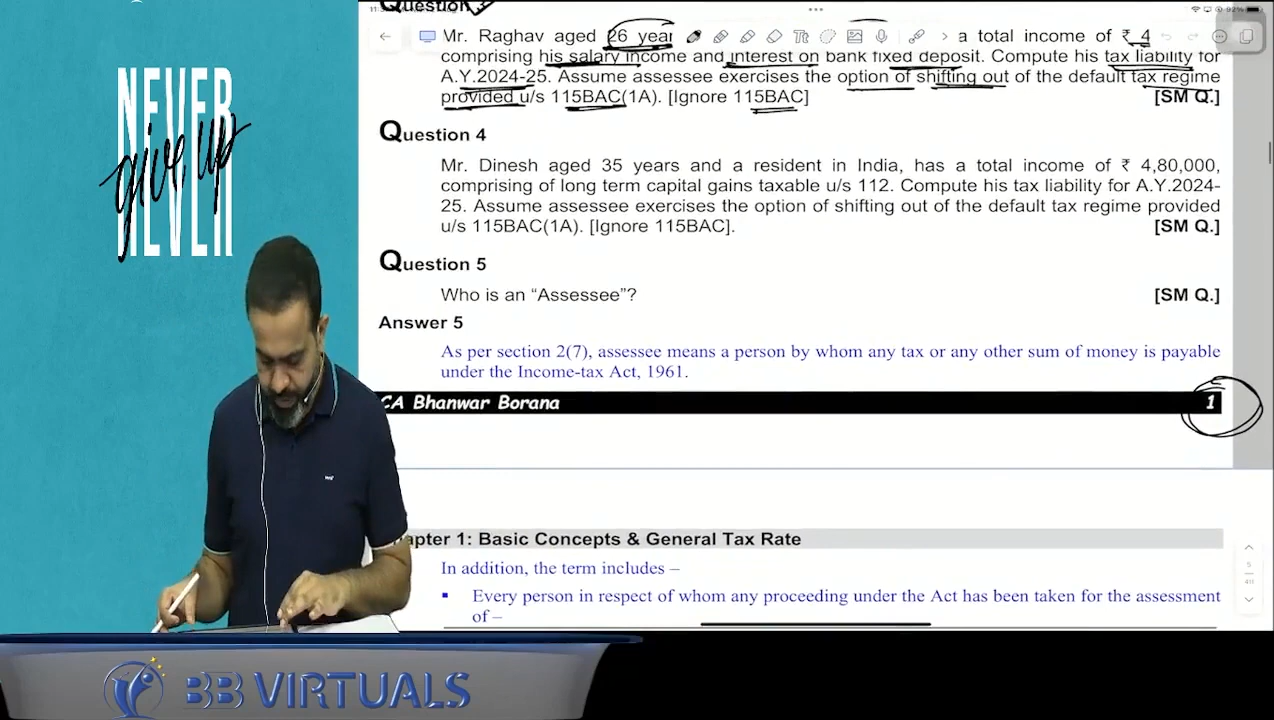 NEVER
give up
NEVER
Question
92%
Mr. Raghav aged 26 year a total income of ₹ 4
comprising his salary income and interest on bank fixed deposit. Compute his tax liability for
A.Y.2024-25. Assume assessee exercises the option of shifting out of the default tax regime
provided u/s 115BAC(1A). [Ignore 115BAC] [SM Q.]
Question 4
Mr. Dinesh aged 35 years and a resident in India, has a total income of ₹ 4,80,000,
comprising of long term capital gains taxable u/s 112. Compute his tax liability for A.Y.2024-
25. Assume assessee exercises the option of shifting out of the default tax regime provided
u/s 115BAC(1A). [Ignore 115BAC]. [SM Q.]
Question 5
Who is an “Assessee”? [SM Q.]
Answer 5
As per section 2(7), assessee means a person by whom any tax or any other sum of money is payable
under the Income-tax Act, 1961.
CA Bhanwar Borana 1
apter 1: Basic Concepts & General Tax Rate
In addition, the term includes –
▪ Every person in respect of whom any proceeding under the Act has been taken for the assessment
of –
BB VIRTUALS